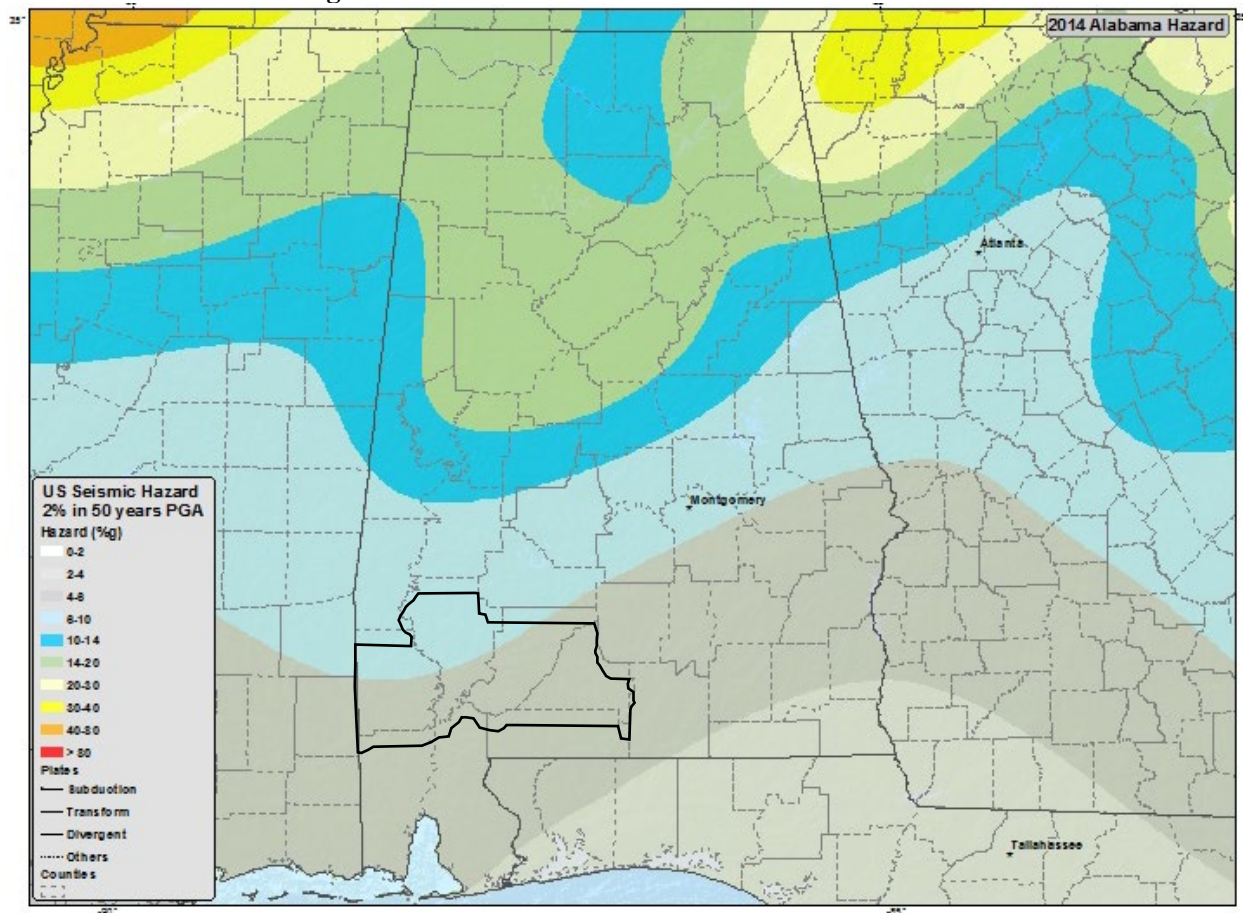 2014 Alabama Hazard
Atlanta
Montgomery
US Seismic Hazard
2% in 50 years PGA
Hazard (%g)
0-2
2-4
4-6
6-10
10-14
14-20
20-30
30-40
40-80
> 80
Plates
Subduction
Transform
Divergent
Others
Counties
Tallahassee